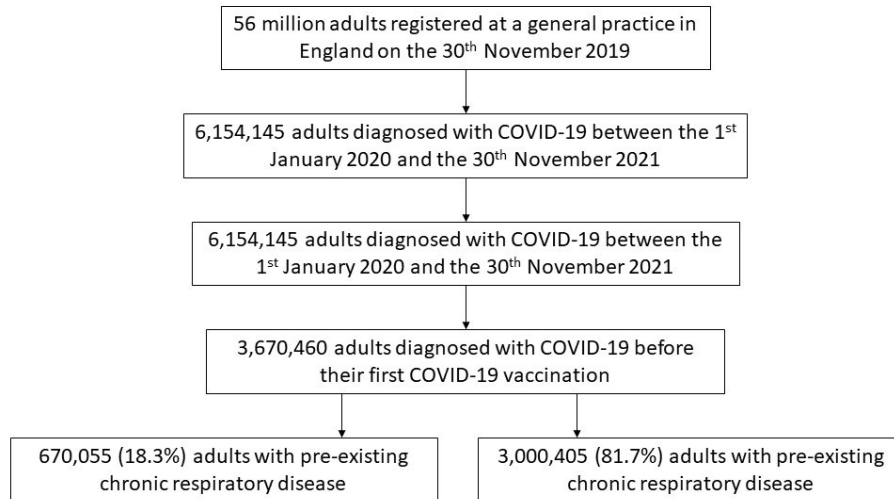 56 million adults registered at a general practice in
England on the 30th November 2019
6,154,145 adults diagnosed with COVID-19 between the 1st
January 2020 and the 30th November 2021
6,154,145 adults diagnosed with COVID-19 between the
1st January 2020 and the 30th November 2021
3,670,460 adults diagnosed with COVID-19 before
their first COVID-19 vaccination
670,055 (18.3%) adults with pre-existing
chronic respiratory disease
3,000,405 (81.7%) adults with pre-existing
chronic respiratory disease